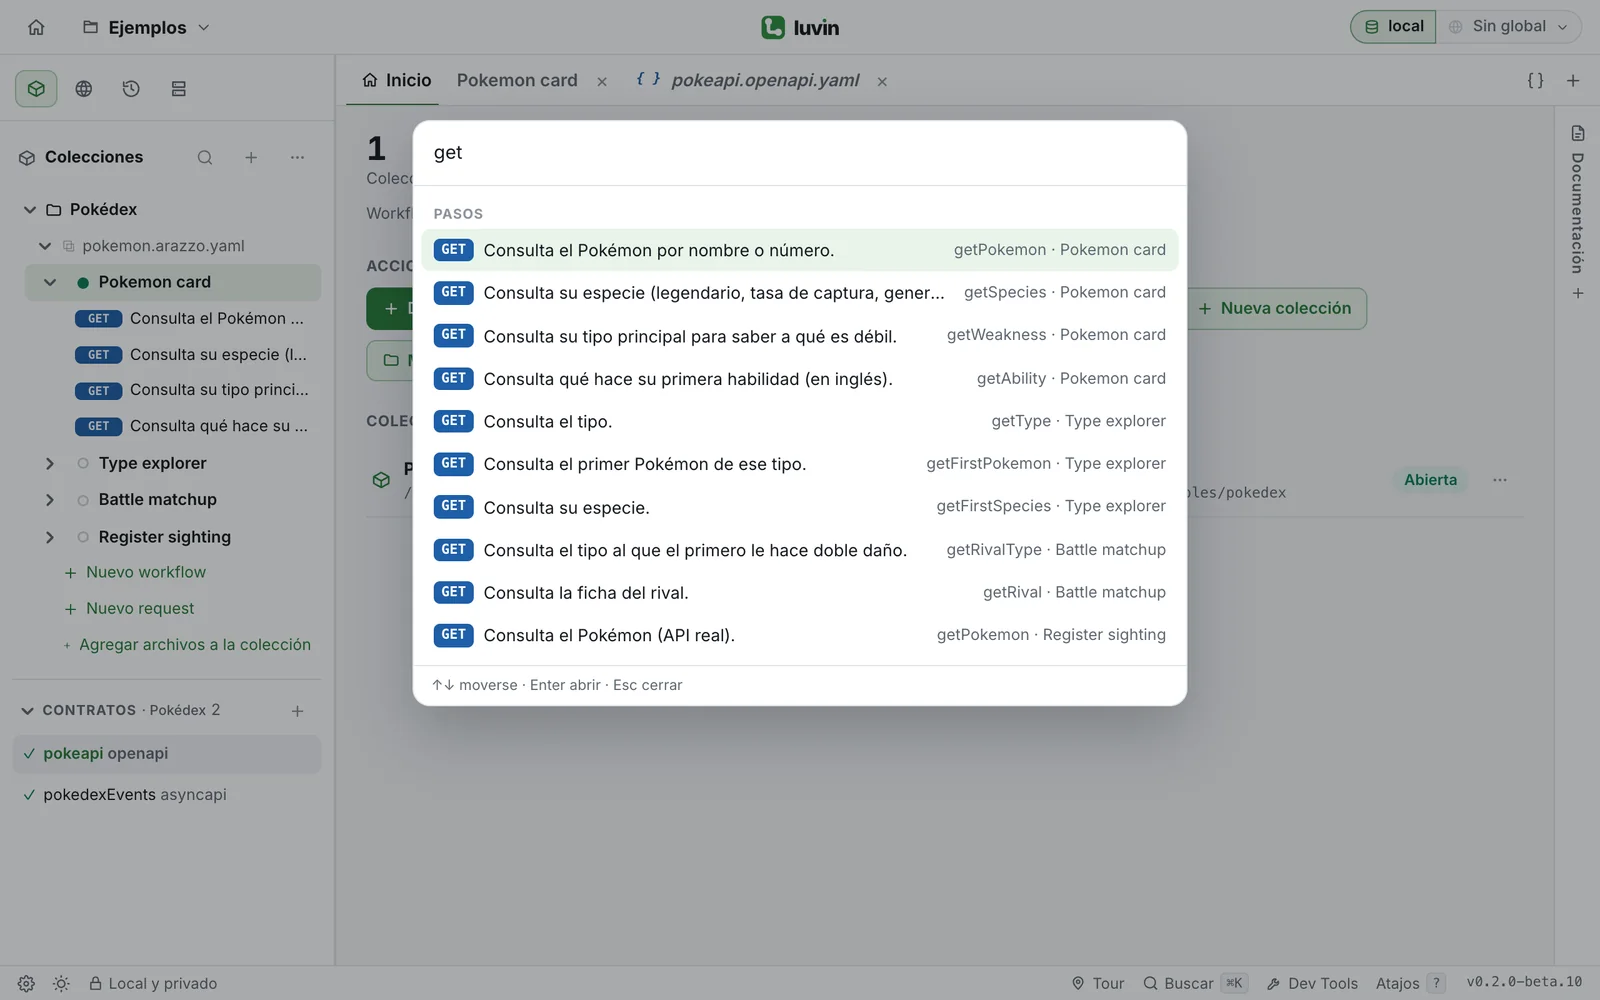 Ejemplos
luvin
local
Sin global
Inicio
Pokemon card
{ } pokeapi.openapi.yaml
{ }
Colecciones
Pokédex
pokemon.arazzo.yaml
Pokemon card
GET Consulta el Pokémon ...
GET Consulta su especie (l...
GET Consulta su tipo princi...
GET Consulta qué hace su ...
Type explorer
Battle matchup
Register sighting
+ Nuevo workflow
+ Nuevo request
+ Agregar archivos a la colección
CONTRATOS · Pokédex 2
pokeapi openapi
pokedexEvents asyncapi
1
+ Nueva colección
Abierta
Documentación
get
PASOS
GET Consulta el Pokémon por nombre o número. getPokemon · Pokemon card
GET Consulta su especie (legendario, tasa de captura, gener... getSpecies · Pokemon card
GET Consulta su tipo principal para saber a qué es débil. getWeakness · Pokemon card
GET Consulta qué hace su primera habilidad (en inglés). getAbility · Pokemon card
GET Consulta el tipo. getType · Type explorer
GET Consulta el primer Pokémon de ese tipo. getFirstPokemon · Type explorer
GET Consulta su especie. getFirstSpecies · Type explorer
GET Consulta el tipo al que el primero le hace doble daño. getRivalType · Battle matchup
GET Consulta la ficha del rival. getRival · Battle matchup
GET Consulta el Pokémon (API real). getPokemon · Register sighting
↑↓ moverse · Enter abrir · Esc cerrar
Local y privado
Tour
Buscar ⌘K
Dev Tools
Atajos ?
v0.2.0-beta.10